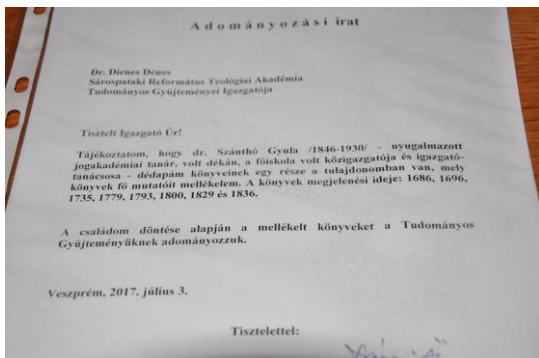 Adományozási irat
Dr. Dienes Dénes
Sárospataki Református Teológiai Akadémia
Tudományos Gyűjteményei Igazgatója
Tisztelt Igazgató Úr!
Tájékoztatom, hogy dr. Szánthó Gyula /1846-1930/ - nyugalmazott
jogakadémiai tanár, volt dékán, a főiskola volt közigazgatója és igazgató-
tanácsosa - dédapám könyveinek egy része a tulajdonomban van, mely
könyvek fő mutatóit mellékelem. A könyvek megjelenési ideje: 1686, 1696,
1735, 1779, 1793, 1800, 1829 és 1836.
A családom döntése alapján a mellékelt könyveket a Tudományos
Gyűjteményüknek adományozzuk.
Veszprém, 2017. július 3.
Tisztelettel: